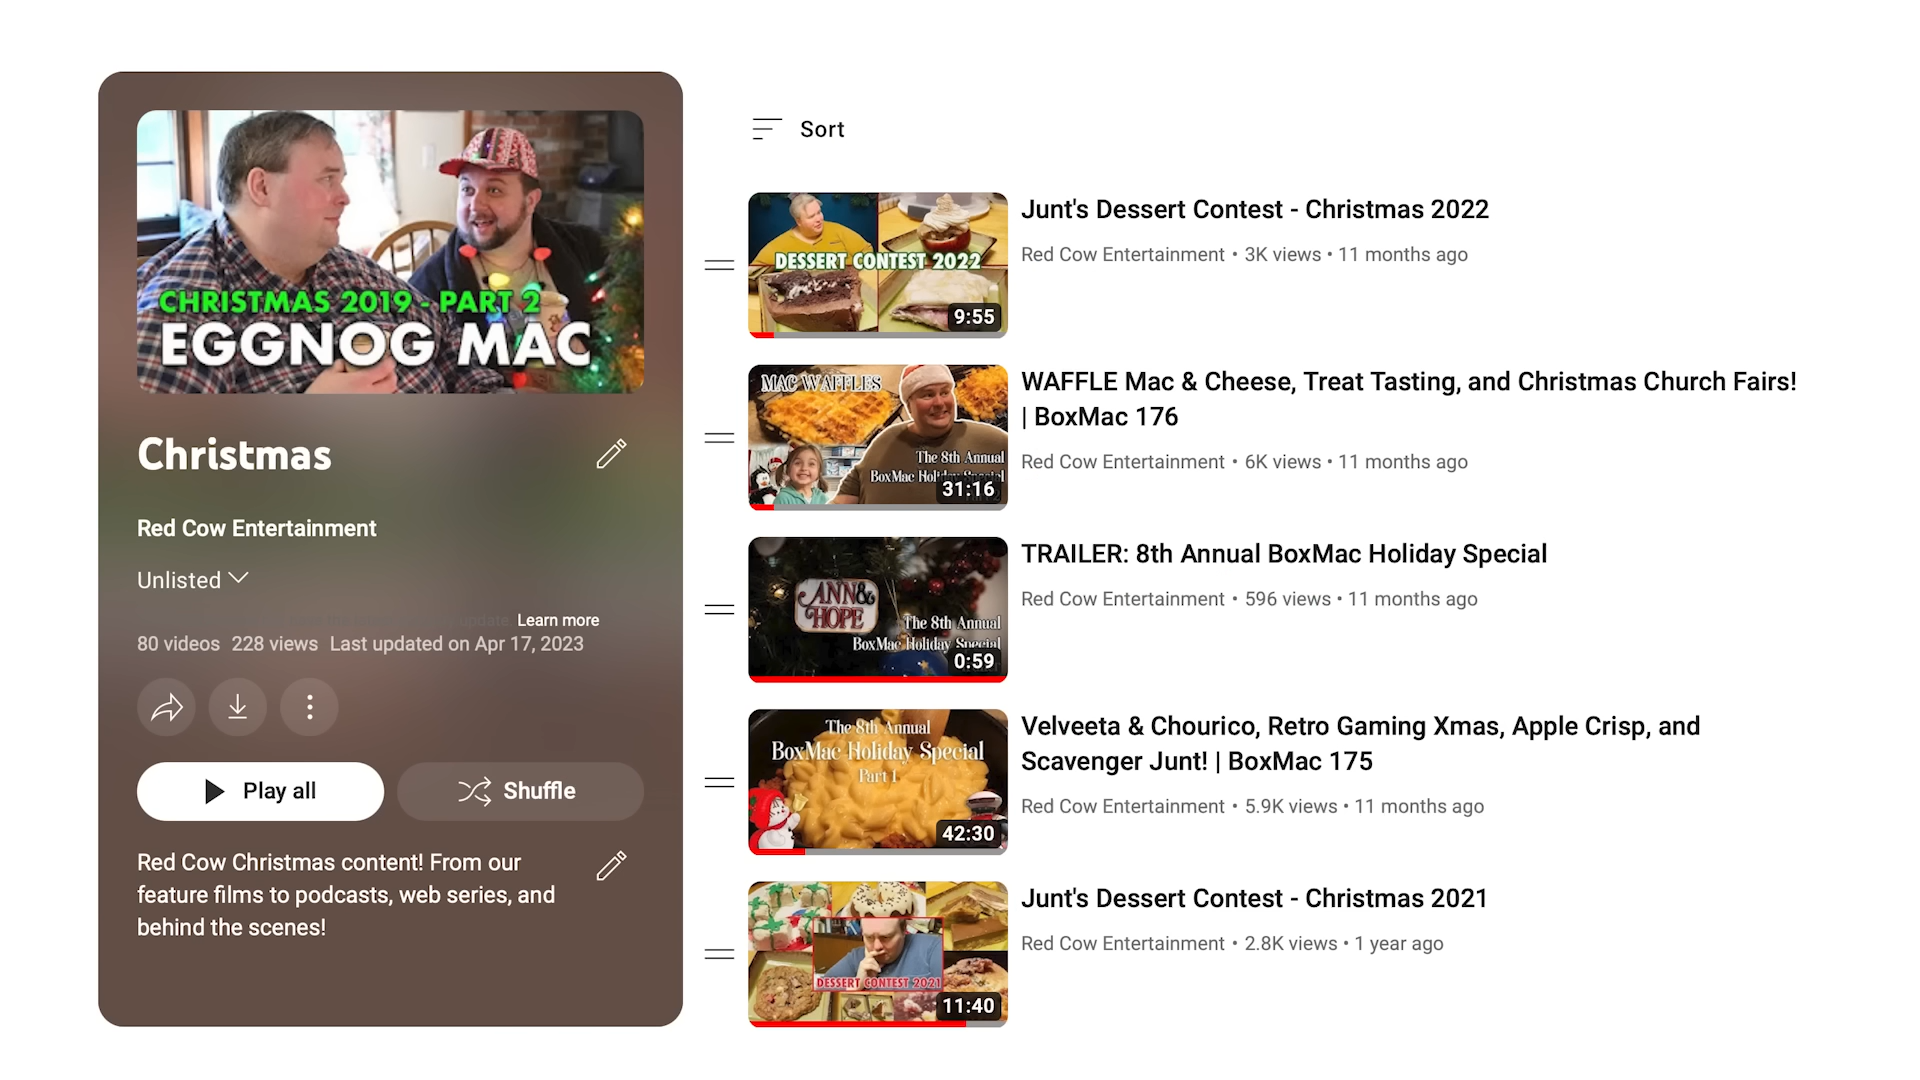 CHRISTMAS 2019 - PART 2
EGGNOG MAC
Christmas
Red Cow Entertainment
Unlisted
update. Learn more
80 videos 228 views Last updated on Apr 17, 2023
Play all
Shuffle
Red Cow Christmas content! From our
feature films to podcasts, web series, and
behind the scenes!
Sort
DESSERT CONTEST 2022
9:55
Junt's Dessert Contest - Christmas 2022
Red Cow Entertainment • 3K views • 11 months ago
MAC WAFFLES
The 8th Annual
BoxMac Holiday Special
31:16
WAFFLE Mac & Cheese, Treat Tasting, and Christmas Church Fairs!
| BoxMac 176
Red Cow Entertainment • 6K views • 11 months ago
ANN&
HOPE
The 8th Annual
BoxMac Holiday Special
0:59
TRAILER: 8th Annual BoxMac Holiday Special
Red Cow Entertainment • 596 views • 11 months ago
The 8th Annual
BoxMac Holiday Special
Part 1
42:30
Velveeta & Chourico, Retro Gaming Xmas, Apple Crisp, and
Scavenger Junt! | BoxMac 175
Red Cow Entertainment • 5.9K views • 11 months ago
DESSERT CONTEST 2021
11:40
Junt's Dessert Contest - Christmas 2021
Red Cow Entertainment • 2.8K views • 1 year ago